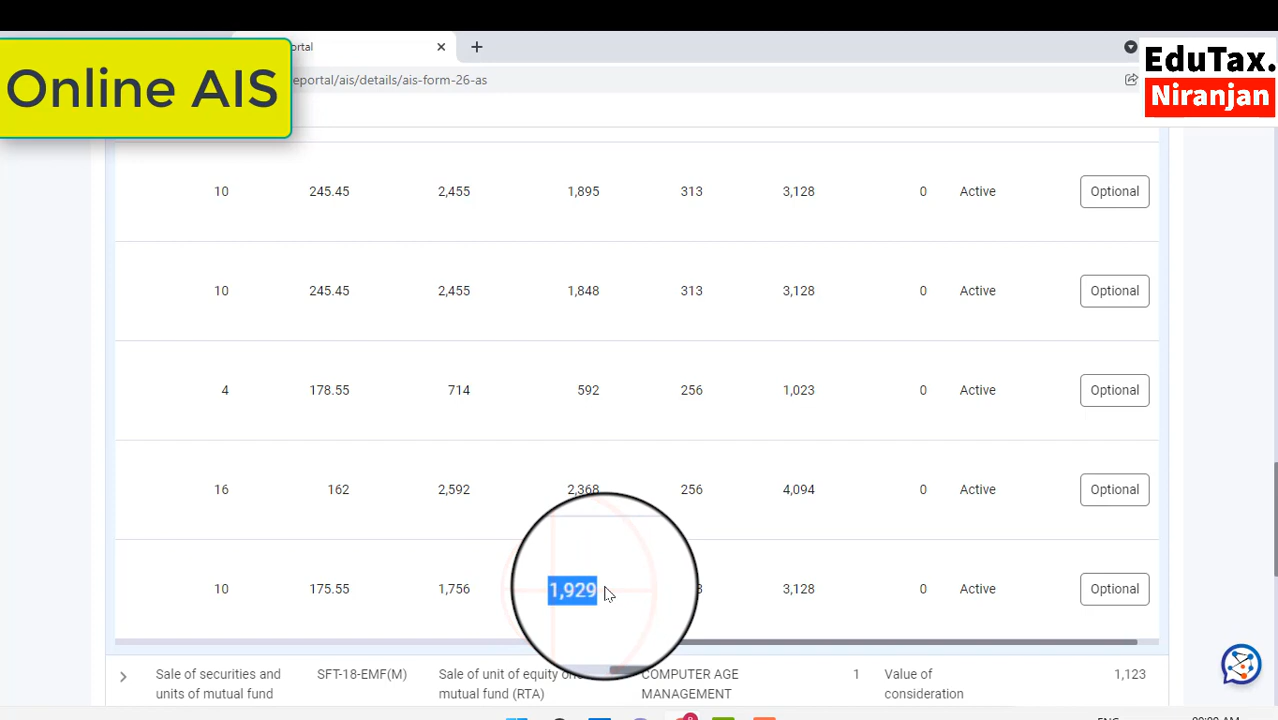 Online AIS
ortal
EduTax.
Niranjan
eportal/ais/details/ais-form-26-as
10 245.45 2,455 1,895 313 3,128 0 Active Optional
10 245.45 2,455 1,848 313 3,128 0 Active Optional
4 178.55 714 592 256 1,023 0 Active Optional
16 162 2,592 2,368 256 4,094 0 Active Optional
10 175.55 1,756 1,929 3,128 0 Active Optional
Sale of securities and SFT-18-EMF(M) Sale of unit of equity COMPUTER AGE 1 Value of 1,123
units of mutual fund mutual fund (RTA) MANAGEMENT consideration